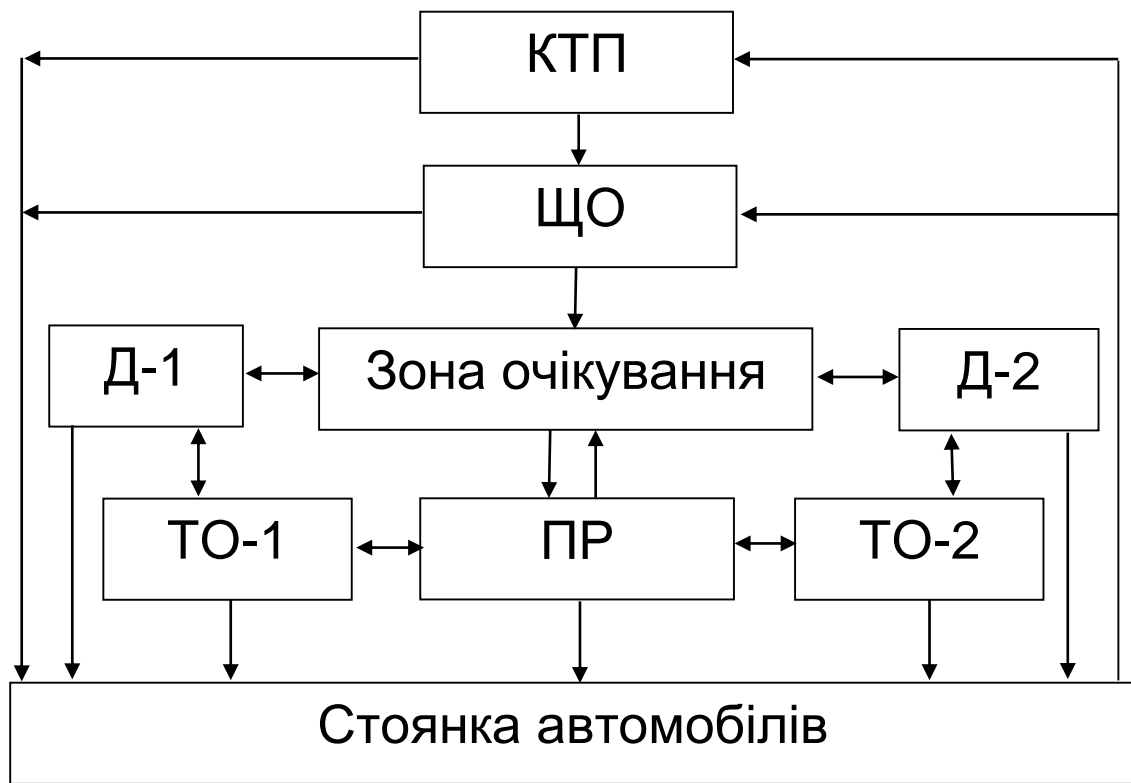 КТП
ЩО
Д-1
Зона очікування
Д-2
ТО-1
ПР
ТО-2
Стоянка автомобілів